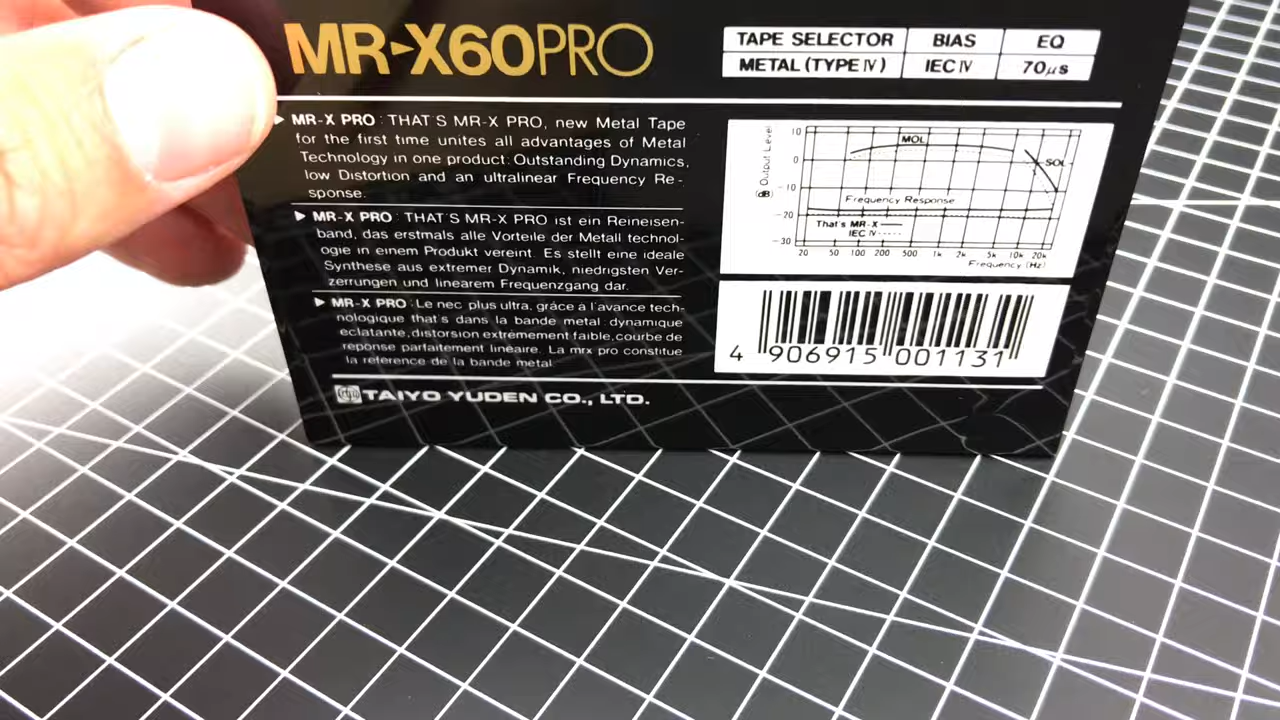 MR-X60PRO
TAPE SELECTOR BIAS EQ
METAL (TYPE IV) IEC IV 70μs
▶ MR-X PRO : THAT'S MR-X PRO, new Metal Tape
for the first time unites all advantages of Metal
Technology in one product: Outstanding Dynamics,
low Distortion and an ultralinear Frequency Re-
sponse.
▶ MR-X PRO : THAT'S MR-X PRO ist ein Reineisen-
band, das erstmals alle Vorteile der Metall technol-
ogie in einem Produkt vereint. Es stellt eine ideale
Synthese aus extremer Dynamik, niedrigsten Ver-
zerrungen und linearem Frequenzgang dar.
▶ MR-X PRO : Le nec plus ultra, grâce à l'avance tech-
nologique that's dans la bande metal: dynamique
eclatante, distorsion extrêmement faible, courbe de
reponse parfaitement linéaire. La mrx pro constitue
la réference de la bande metal.
TAIYO YUDEN CO., LTD.
Output Level
(dB)
10
0
-10
-20
-30
MOL
SOL
Frequency Response
That's MR-X
IEC IV
20 50 100 200 500 1k 2k 5k 10k 20k
Frequency (Hz)
4 906915 001131